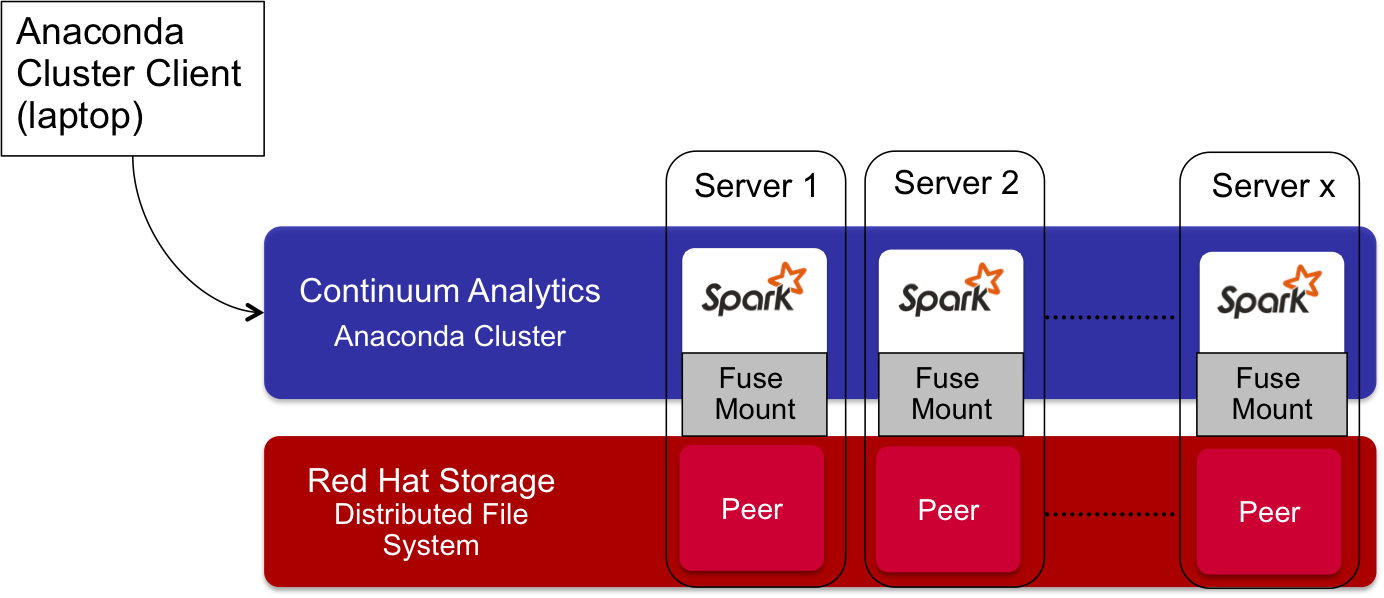 Anaconda
Cluster Client
(laptop)
Server 1
Server 2
Server x
Continuum Analytics
Anaconda Cluster
Spark
Spark
Spark
Fuse
Mount
Fuse
Mount
Fuse
Mount
Red Hat Storage
Distributed File
System
Peer
Peer
Peer